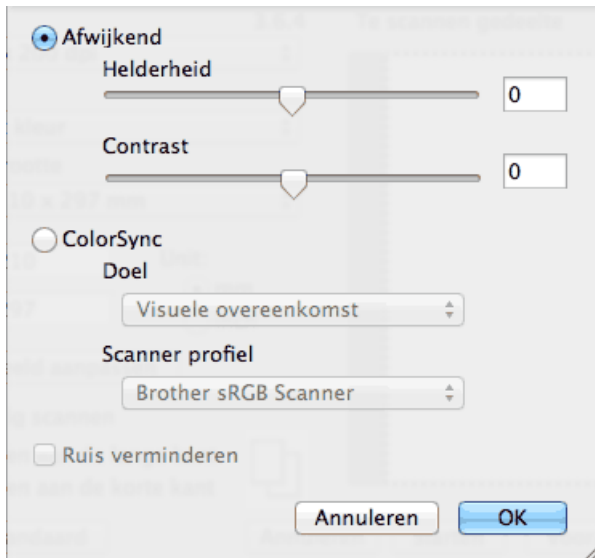 Afwijkend
Helderheid
0
Contrast
0
ColorSync
Doel
Visuele overeenkomst
Scanner profiel
Brother sRGB Scanner
Ruis verminderen
Annuleren OK